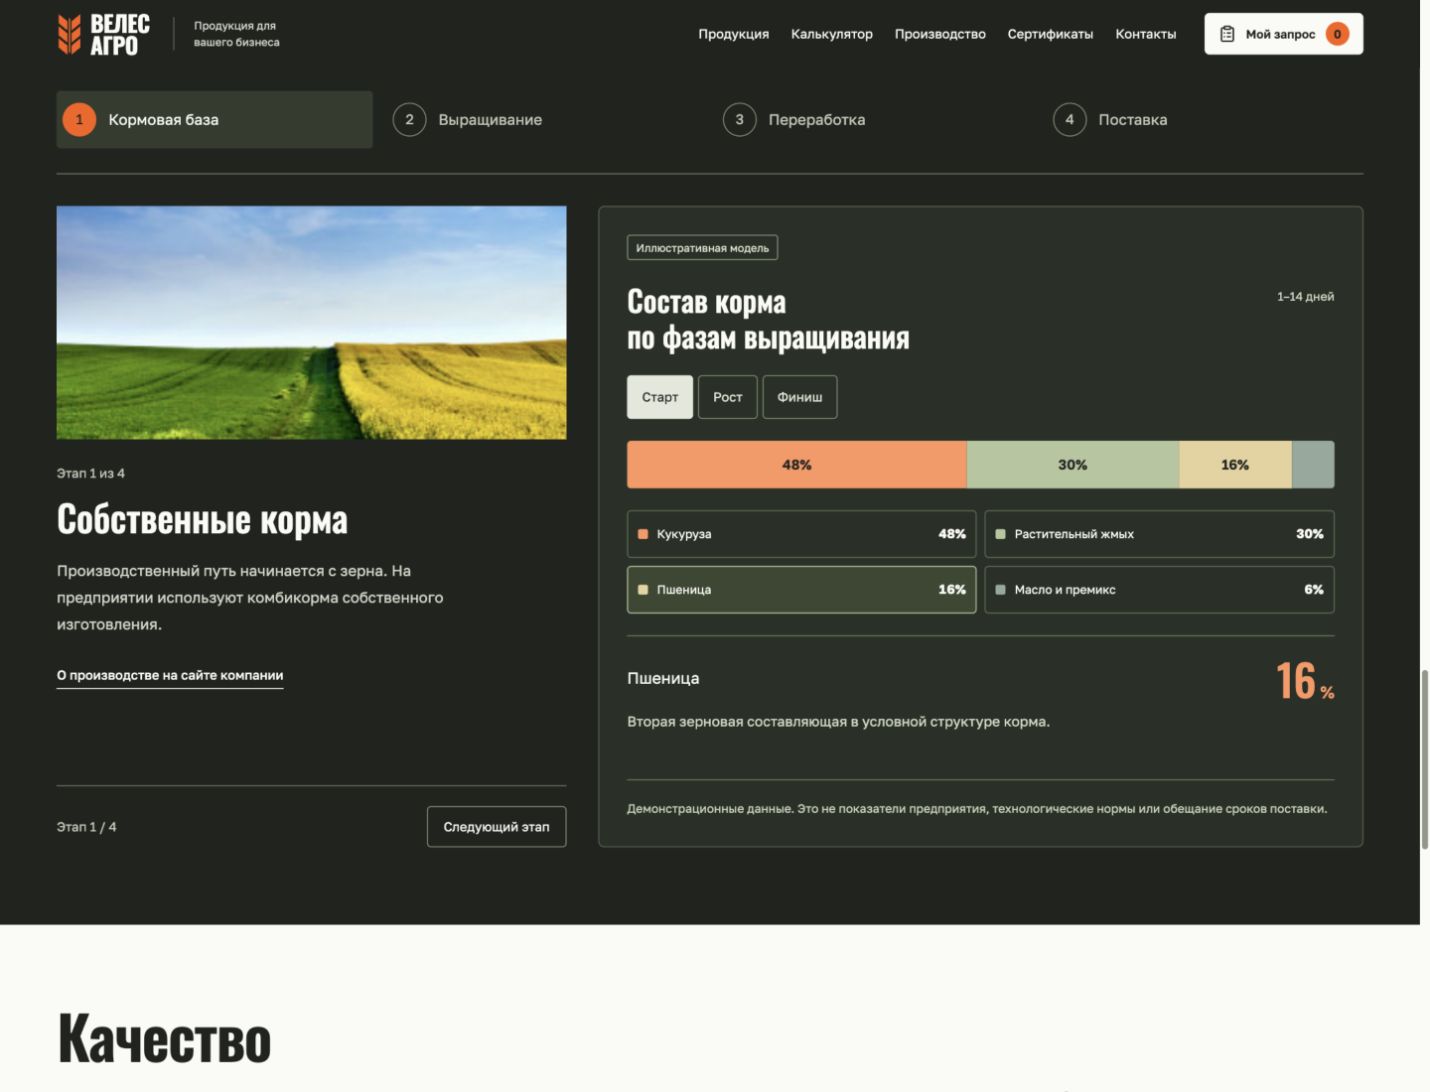 ВЕЛЕС
АГРО
Продукция для
вашего бизнеса
Продукция
Калькулятор
Производство
Сертификаты
Контакты
Мой запрос 0
1 Кормовая база
2 Выращивание
3 Переработка
4 Поставка
Этап 1 из 4
Собственные корма
Производственный путь начинается с зерна. На
предприятии используют комбикорма собственного
изготовления.
О производстве на сайте компании
Этап 1 / 4
Следующий этап
Иллюстративная модель
Состав корма
по фазам выращивания
1–14 дней
Старт
Рост
Финиш
48%
30%
16%
Кукуруза 48%
Растительный жмых 30%
Пшеница 16%
Масло и премикс 6%
Пшеница
16 %
Вторая зерновая составляющая в условной структуре корма.
Демонстрационные данные. Это не показатели предприятия, технологические нормы или обещание сроков поставки.
Качество